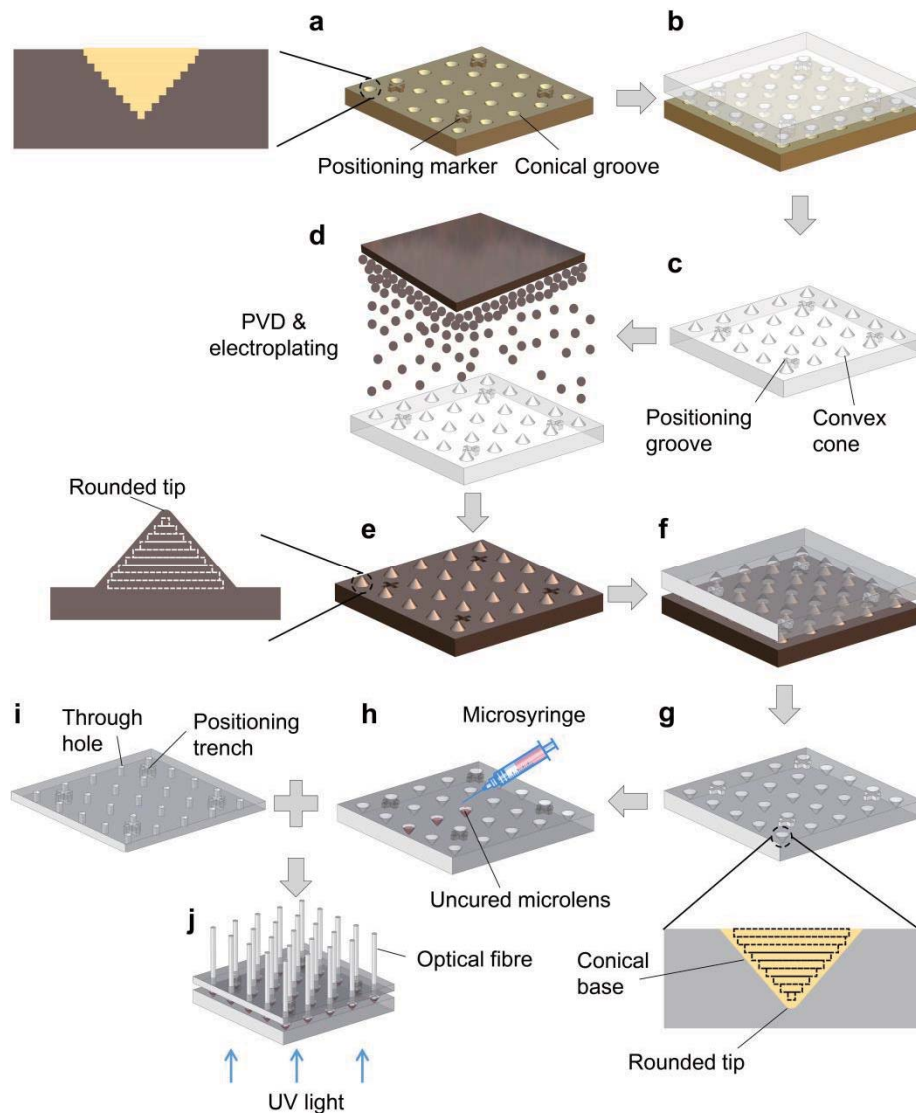 a
b
Positioning marker
Conical groove
d
c
PVD &
electroplating
Positioning
groove
Convex
cone
Rounded tip
e
f
i
Through
hole
Positioning
trench
h
Microsyringe
g
Uncured microlens
j
Optical fibre
Conical
base
Rounded tip
UV light